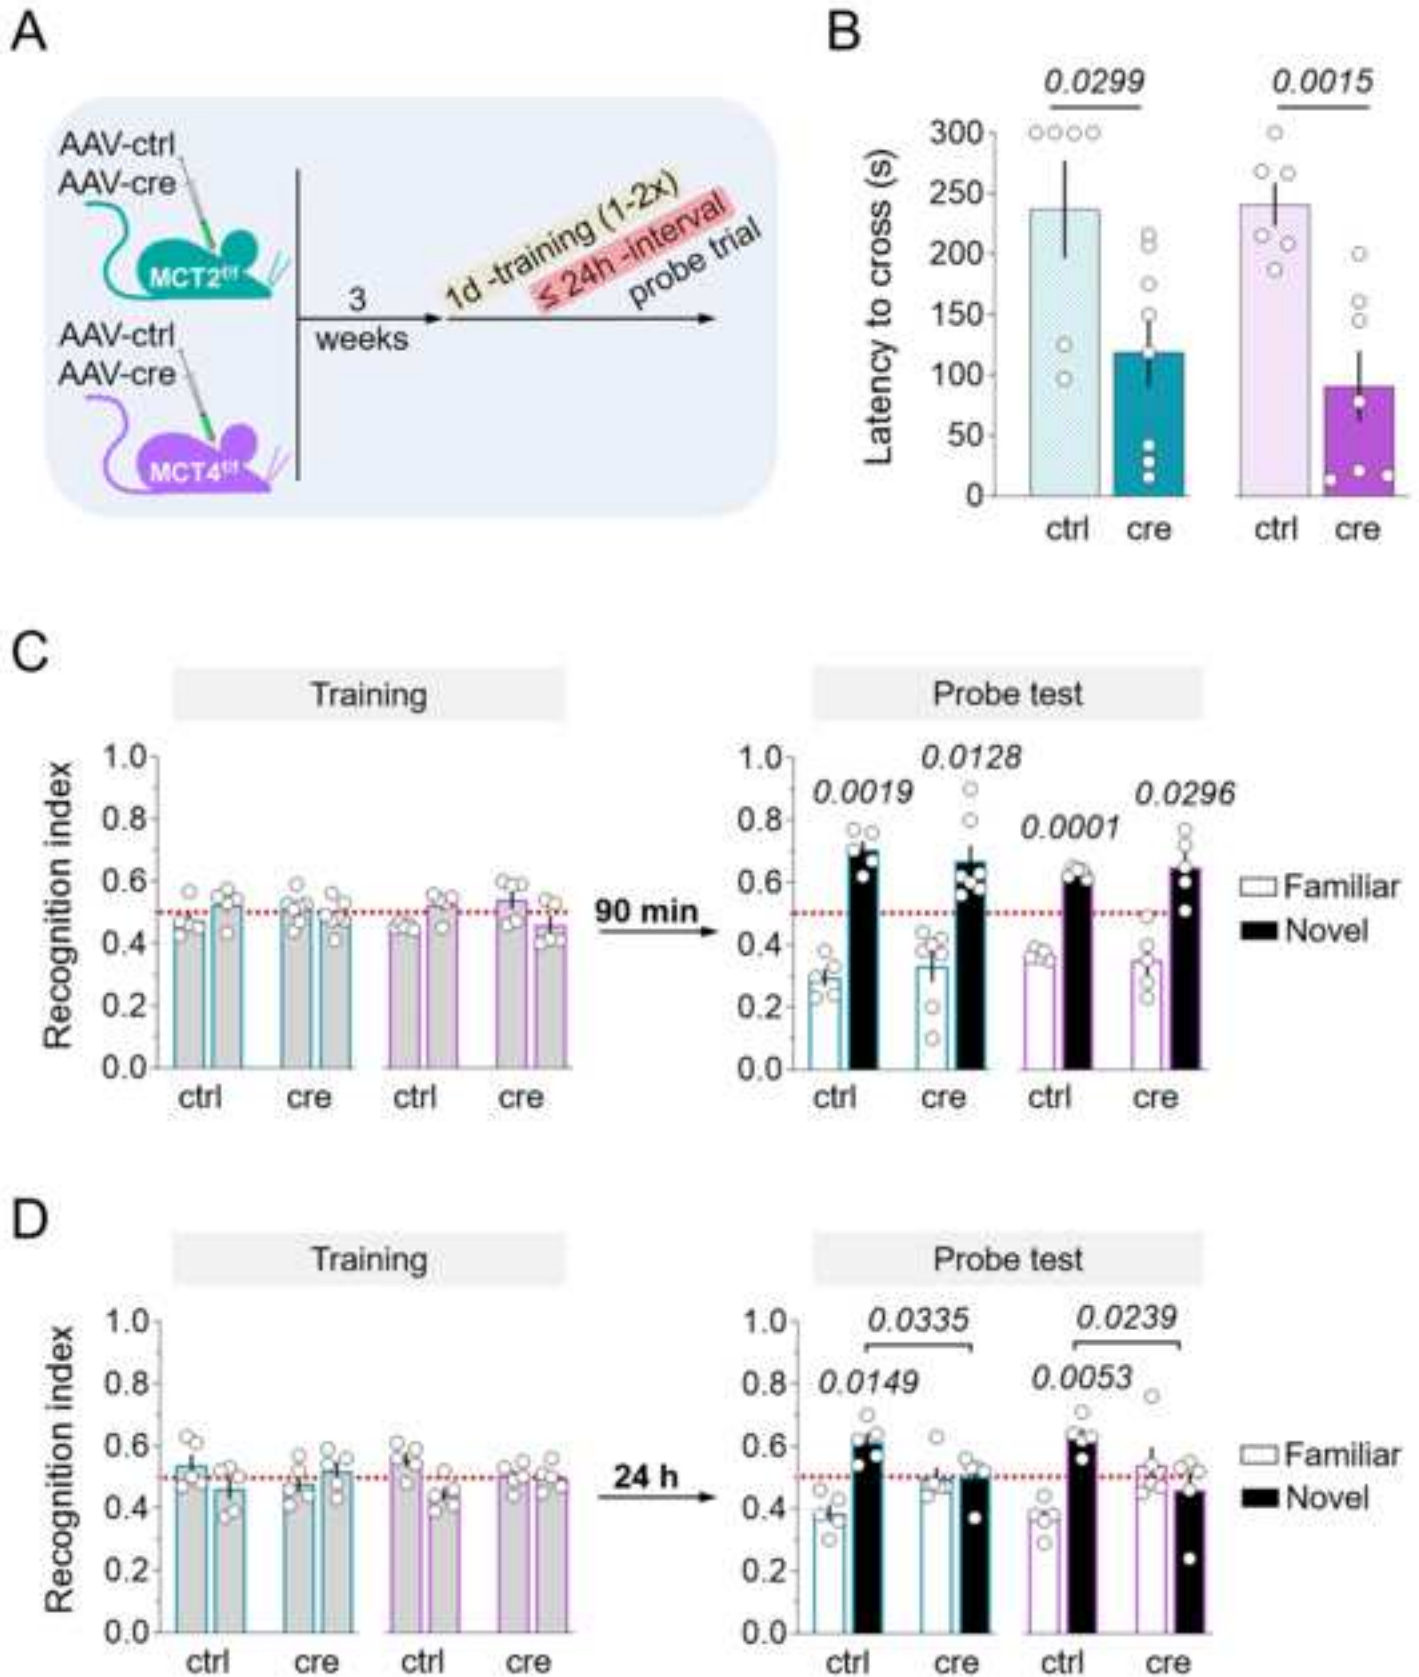 A
AAV-ctrl
AAV-cre
MCT2f/f
AAV-ctrl
AAV-cre
MCT4f/f
3
weeks
1d -training (1-2x)
≤ 24h -interval
probe trial
B
0.0299
0.0015
Latency to cross (s)
300
250
200
150
100
50
0
ctrl
cre
ctrl
cre
C
Training
Recognition index
1.0
0.8
0.6
0.4
0.2
0.0
ctrl
cre
ctrl
cre
90 min
Probe test
1.0
0.8
0.6
0.4
0.2
0.0
0.0019
0.0128
0.0001
0.0296
ctrl
cre
ctrl
cre
Familiar
Novel
D
Training
Recognition index
1.0
0.8
0.6
0.4
0.2
0.0
ctrl
cre
ctrl
cre
24 h
Probe test
1.0
0.8
0.6
0.4
0.2
0.0
0.0335
0.0239
0.0149
0.0053
ctrl
cre
ctrl
cre
Familiar
Novel